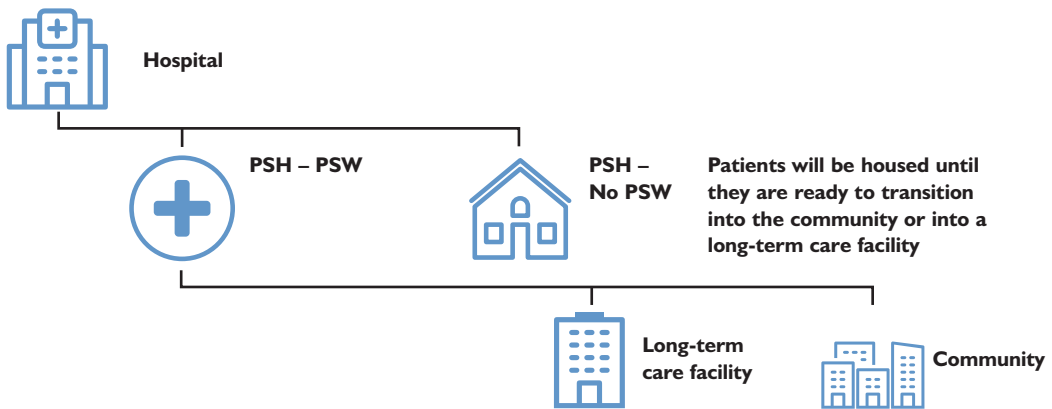 Hospital
PSH – PSW
PSH –
No PSW
Patients will be housed until
they are ready to transition
into the community or into a
long-term care facility
Long-term
care facility
Community